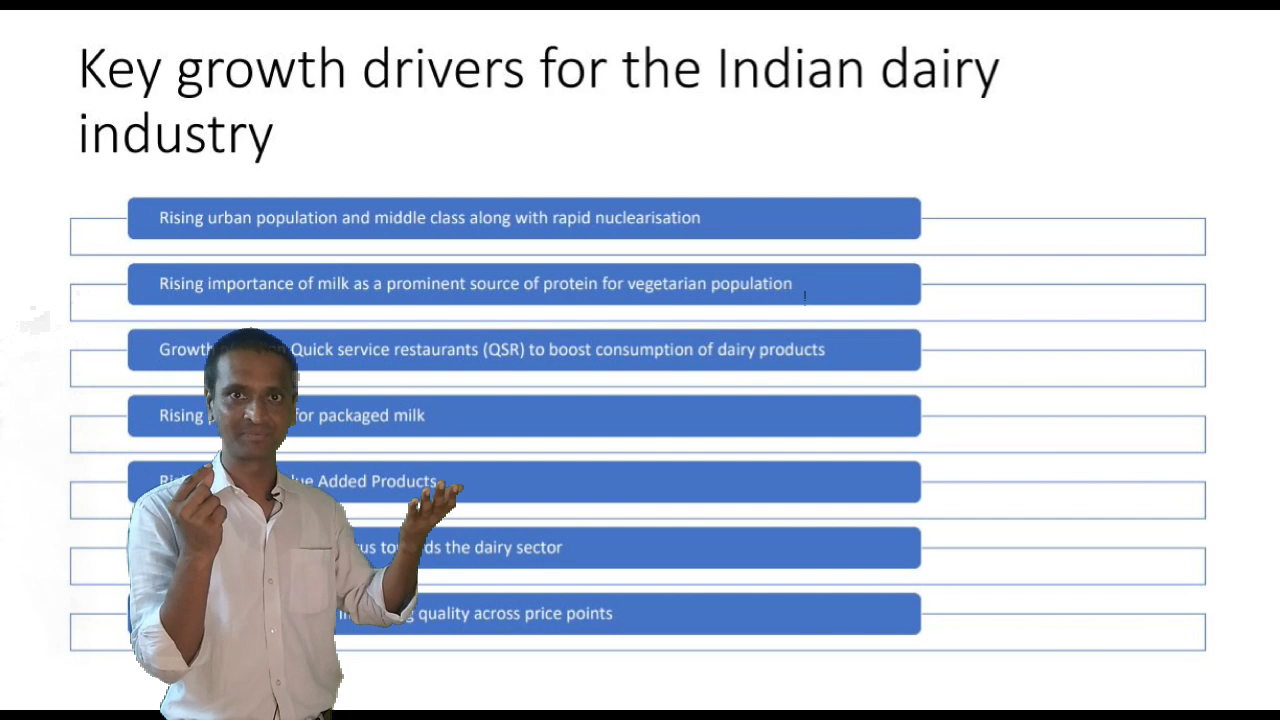 Key growth drivers for the Indian dairy
industry
Rising urban population and middle class along with rapid nuclearisation
Rising importance of milk as a prominent source of protein for vegetarian population
Growth Quick service restaurants (QSR) to boost consumption of dairy products
Rising for packaged milk
Added Products
the dairy sector
quality across price points